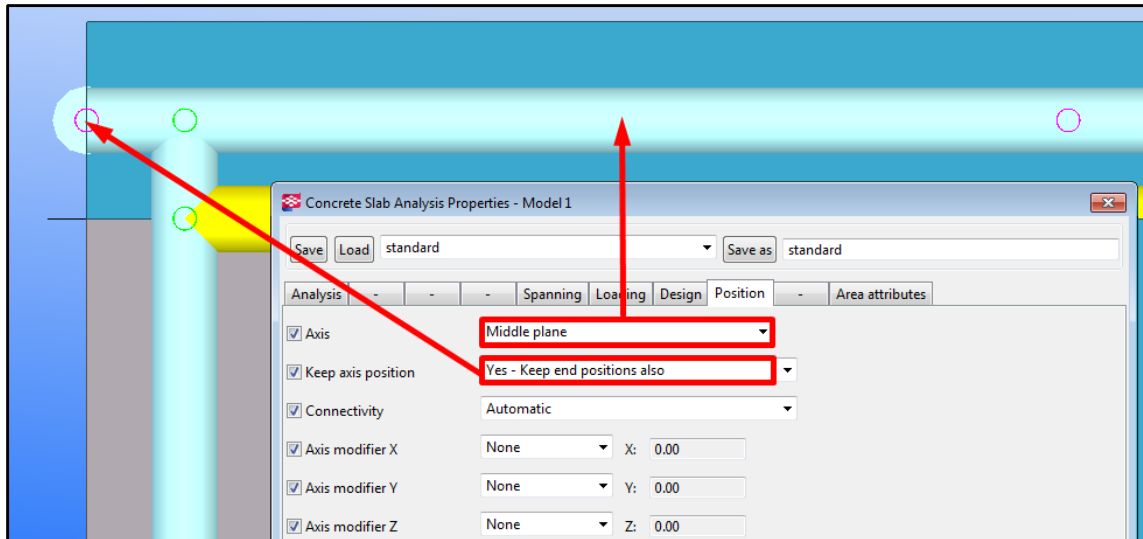 Concrete Slab Analysis Properties - Model 1
Save Load standard Save as standard
Analysis - - - Spanning Loading Design Position - Area attributes
Axis Middle plane
Keep axis position Yes - Keep end positions also
Connectivity Automatic
Axis modifier X None X: 0.00
Axis modifier Y None Y: 0.00
Axis modifier Z None Z: 0.00